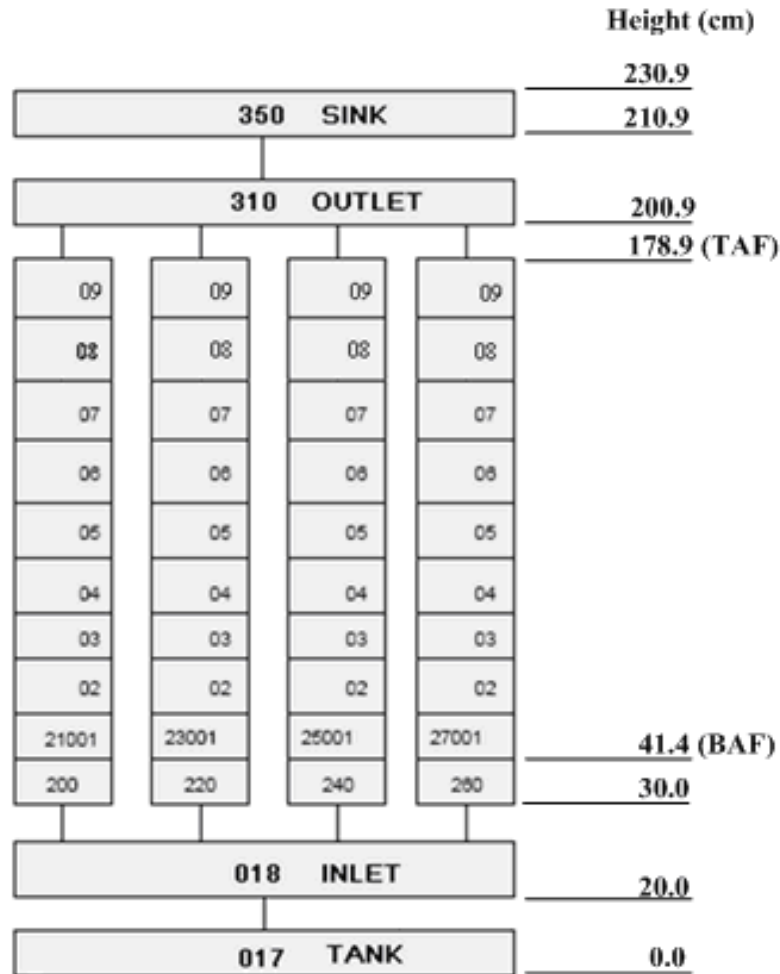 Height (cm)
230.9
350 SINK
210.9
310 OUTLET
200.9
178.9 (TAF)
09 09 09 09
08 08 08 08
07 07 07 07
06 06 06 06
05 05 05 05
04 04 04 04
03 03 03 03
02 02 02 02
21001 23001 25001 27001
41.4 (BAF)
200 220 240 260
30.0
018 INLET
20.0
017 TANK
0.0